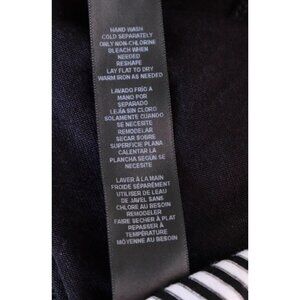 HAND WASH
COLD SEPARATELY
ONLY NON-CHLORINE
BLEACH WHEN
NEEDED
RESHAPE
LAY FLAT TO DRY
WARM IRON AS NEEDED
LAVADO FRÍO A
MANO POR
SEPARADO
LEJÍA SIN CLORO
SOLAMENTE CUANDO
SE NECESITE
REMODELAR
SECAR SOBRE
SUPERFICIE PLANA
CALENTAR LA
PLANCHA SEGÚN SE
NECESITE
LAVER À LA MAIN
FROIDE SÉPARÉMENT
UTILISER DE LEAU
DE JAVEL SANS
CHLORE AU BESOIN
REMODELER
FAIRE SÉCHER À PLAT
REPASSER À
TEMPÉRATURE
MOYENNE AU BESOIN